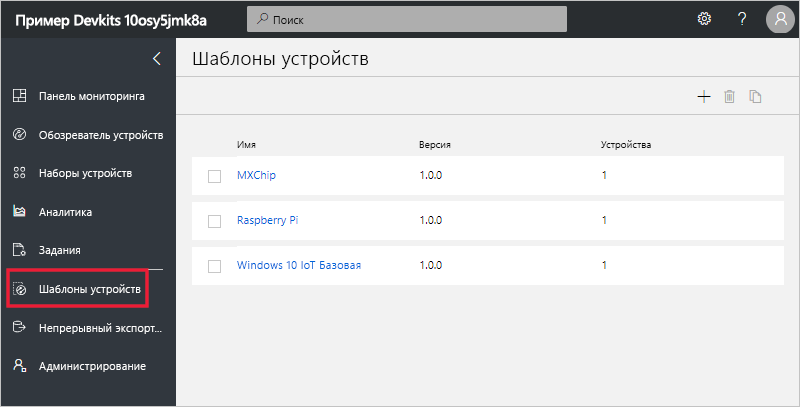 Пример Devkits 10osy5jmk8a
Поиск
?
Панель мониторинга
Обозреватель устройств
Наборы устройств
Аналитика
Задания
Шаблоны устройств
Непрерывный экспорт...
Администрирование
Шаблоны устройств
Имя Версия Устройства
MXChip 1.0.0 1
Raspberry Pi 1.0.0 1
Windows 10 IoT Базовая 1.0.0 1